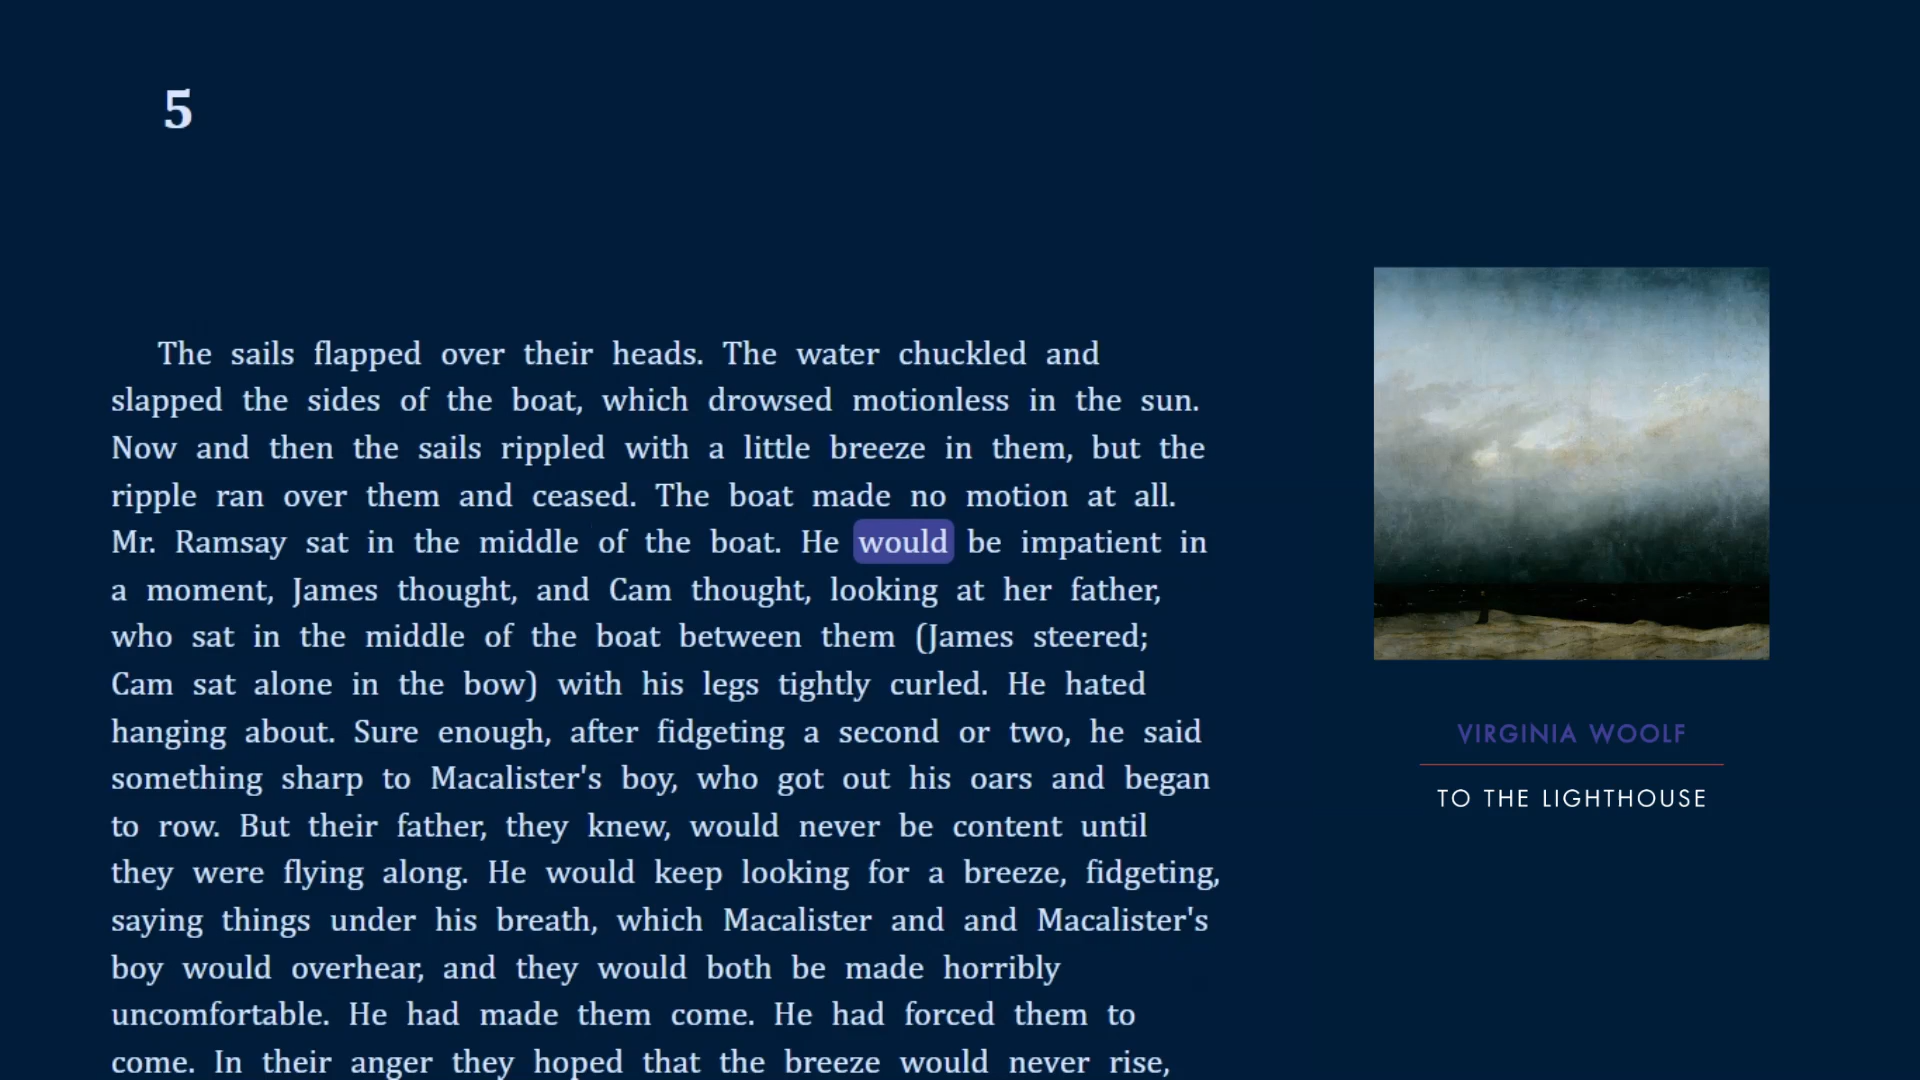 5
The sails flapped over their heads. The water chuckled and
slapped the sides of the boat, which drowsed motionless in the sun.
Now and then the sails rippled with a little breeze in them, but the
ripple ran over them and ceased. The boat made no motion at all.
Mr. Ramsay sat in the middle of the boat. He would be impatient in
a moment, James thought, and Cam thought, looking at her father,
who sat in the middle of the boat between them (James steered;
Cam sat alone in the bow) with his legs tightly curled. He hated
hanging about. Sure enough, after fidgeting a second or two, he said
something sharp to Macalister's boy, who got out his oars and began
to row. But their father, they knew, would never be content until
they were flying along. He would keep looking for a breeze, fidgeting,
saying things under his breath, which Macalister and and Macalister's
boy would overhear, and they would both be made horribly
uncomfortable. He had made them come. He had forced them to
come. In their anger they hoped that the breeze would never rise,
VIRGINIA WOOLF
TO THE LIGHTHOUSE